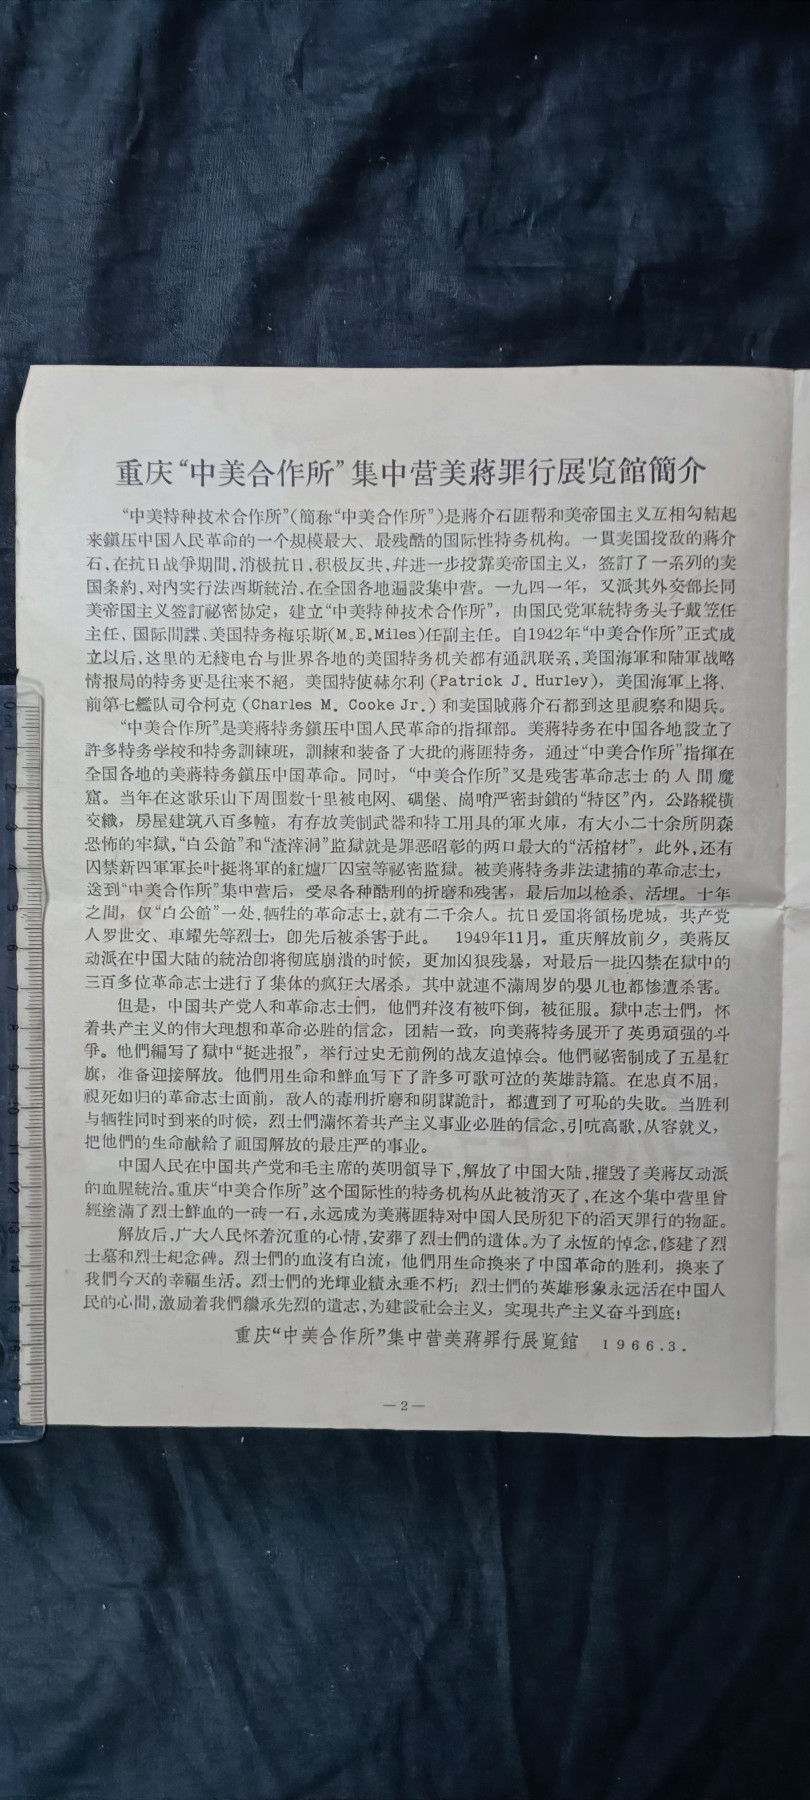 重庆“中美合作所”集中营美蔣罪行展覽館簡介
“中美特种技术合作所”(簡称“中美合作所”)是蔣介石匪帮和美帝国主义互相勾結起
来鎭压中国人民革命的一个規模最大、最残酷的国际性特务机构。一貫卖国投敌的蔣介
石,在抗日战爭期間,消极抗日,积极反共,幷进一步投靠美帝国主义，签訂了一系列的卖
国条約,对內实行法西斯統治,在全国各地遍設集中营。一九四一年，又派其外交部长同
美帝国主义签訂祕密协定，建立“中美特种技术合作所”，由国民党軍統特务头子戴笠任
主任、国际間諜、美国特务梅乐斯(M.E.Miles)任副主任。自1942年“中美合作所”正式成
立以后,这里的无綫电台与世界各地的美国特务机关都有通訊联系,美国海軍和陆軍战略
情报局的特务更是往来不絕，美国特使赫尔利(Patrick J. Hurley)，美国海軍上将、
前第七艦队司令柯克(Charles M. Cooke Jr.)和卖国賊蔣介石都到这里視察和閱兵。
“中美合作所”是美蔣特务鎭压中国人民革命的指揮部。美蔣特务在中国各地設立了
許多特务学校和特务訓練班，訓練和装备了大批的蔣匪特务，通过“中美合作所”指揮在
全国各地的美蔣特务鎭压中国革命。同时，“中美合作所”又是残害革命志士的人間魔
窟。当年在这歌乐山下周围数十里被电网、碉堡、崗哨严密封鎖的“特区”內，公路縱橫
交織，房屋建筑八百多幢，有存放美制武器和特工用具的軍火庫，有大小二十余所阴森
恐怖的牢獄,“白公館”和“渣滓洞”监獄就是罪恶昭彰的两口最大的“活棺材”，此外,还有
囚禁新四軍軍长叶挺将軍的紅爐厂囚室等祕密监獄。被美蔣特务非法逮捕的革命志士，
送到“中美合作所”集中营后，受尽各种酷刑的折磨和残害，最后加以枪杀、活埋。十年
之間，仅“白公館”一处,牺牲的革命志士,就有二千余人。抗日爱国将領杨虎城，共产党
人罗世文、車耀先等烈士，卽先后被杀害于此。 1949年11月，重庆解放前夕，美蔣反
动派在中国大陆的統治卽将彻底崩潰的时候，更加凶狠残暴，对最后一批囚禁在獄中的
三百多位革命志士进行了集体的疯狂大屠杀，其中就連不滿周岁的嬰儿也都惨遭杀害。
但是，中国共产党人和革命志士們，他們幷沒有被吓倒，被征服。獄中志士們，怀
着共产主义的伟大理想和革命必胜的信念，团結一致，向美蔣特务展开了英勇頑强的斗
爭。他們編写了獄中“挺进报”，举行过史无前例的战友追悼会。他們祕密制成了五星紅
旗，准备迎接解放。他們用生命和鮮血写下了許多可歌可泣的英雄詩篇。在忠貞不屈，
視死如归的革命志士面前，敌人的毒刑折磨和阴謀詭計，都遭到了可恥的失敗。当胜利
与牺牲同时到来的时候，烈士們滿怀着共产主义事业必胜的信念,引吭高歌,从容就义，
把他們的生命献給了祖国解放的最庄严的事业。
中国人民在中国共产党和毛主席的英明領导下,解放了中国大陆,摧毁了美蔣反动派
的血腥統治。重庆“中美合作所”这个国际性的特务机构从此被消灭了,在这个集中营里曾
經塗滿了烈士鮮血的一磚一石,永远成为美蔣匪特对中国人民所犯下的滔天罪行的物証。
解放后,广大人民怀着沉重的心情,安葬了烈士們的遺体。为了永恆的悼念,修建了烈
士墓和烈士紀念碑。烈士們的血沒有白流，他們用生命換来了中国革命的胜利，換来了
我們今天的幸福生活。烈士們的光輝业績永垂不朽！烈士們的英雄形象永远活在中国人
民的心間,激励着我們繼承先烈的遺志,为建設社会主义，实現共产主义奋斗到底!
重庆“中美合作所”集中营美蔣罪行展覽館 1966.3.
—2—